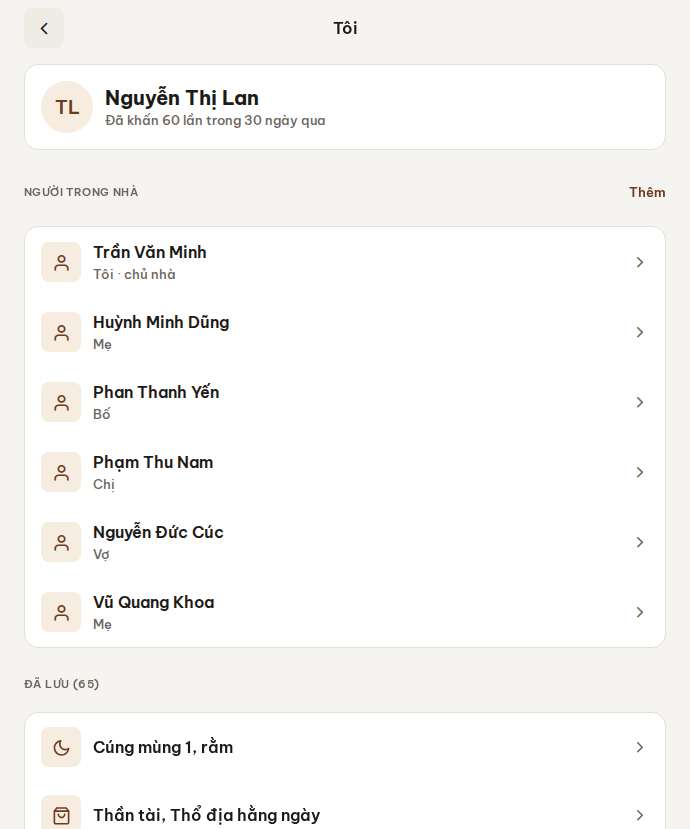 Tôi
TL
Nguyễn Thị Lan
Đã khấn 60 lần trong 30 ngày qua
NGƯỜI TRONG NHÀ
Thêm
Trần Văn Minh
Tôi · chủ nhà
Huỳnh Minh Dũng
Mẹ
Phan Thanh Yến
Bố
Phạm Thu Nam
Chị
Nguyễn Đức Cúc
Vợ
Vũ Quang Khoa
Mẹ
ĐÃ LƯU (65)
Cúng mùng 1, rằm
Thần tài, Thổ địa hằng ngày